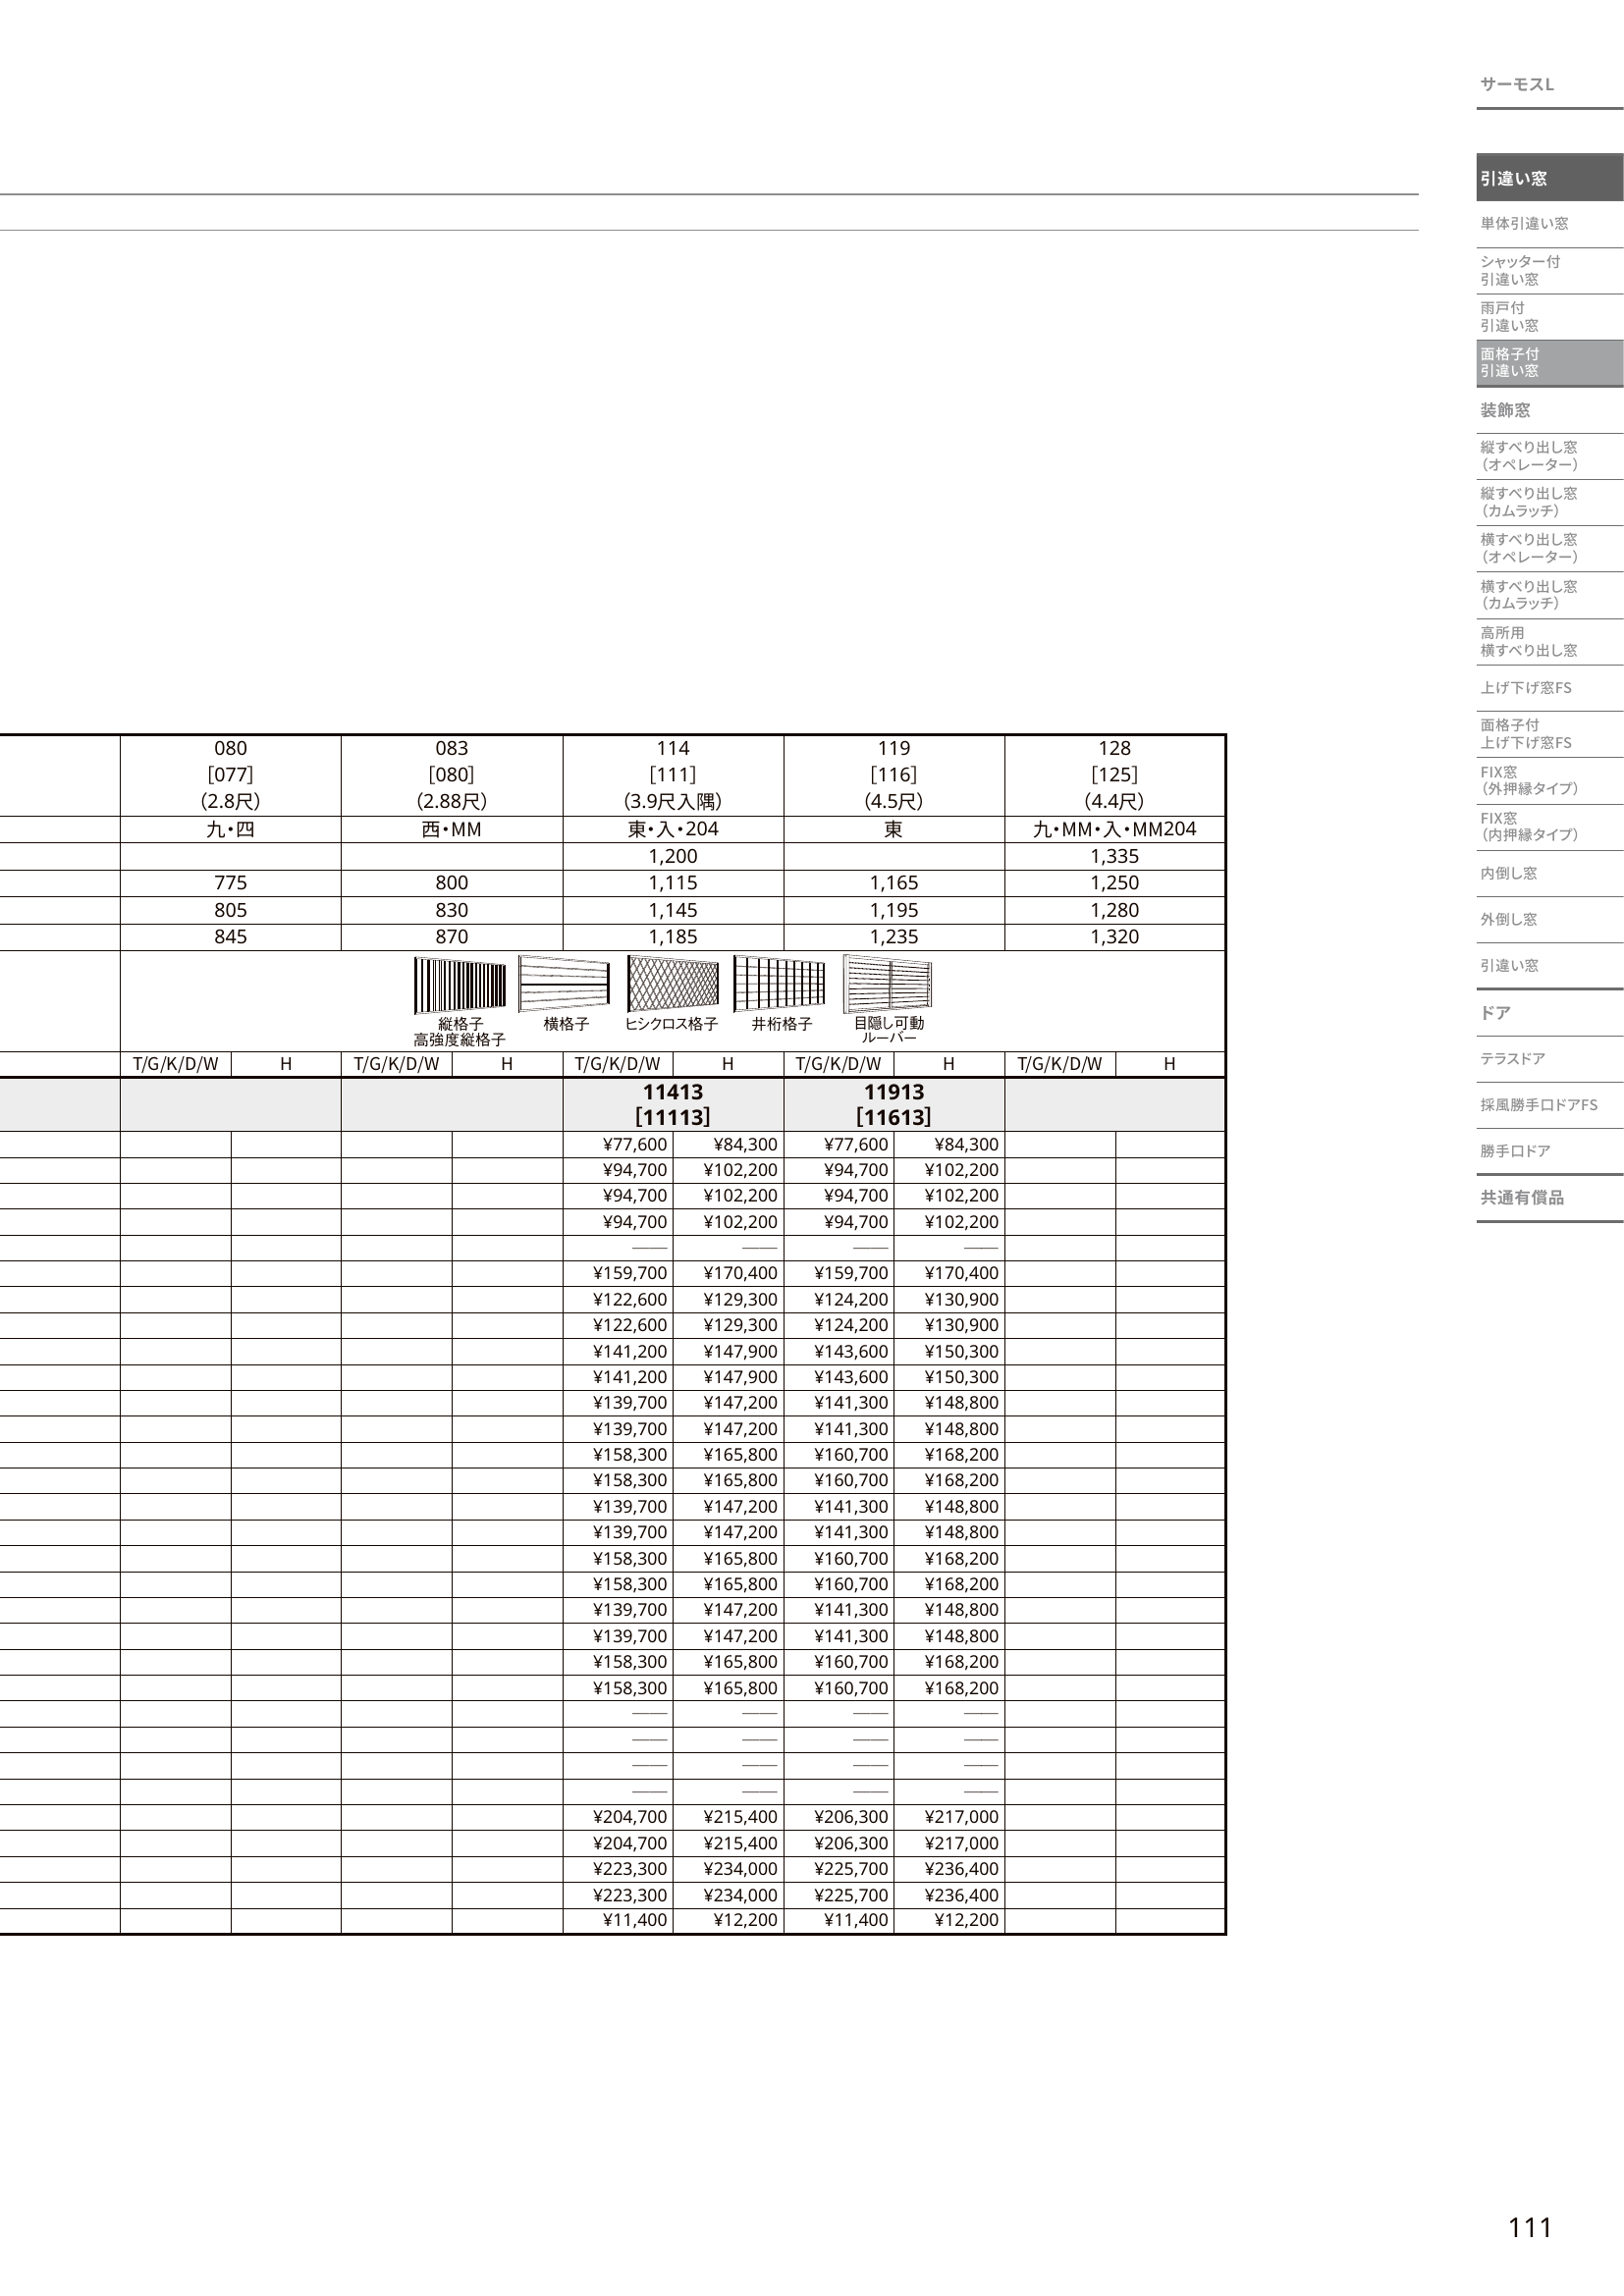 サーモスL
引違い窓
単体引違い窓
シャッター付
引違い窓
雨戸付
引違い窓
面格子付
引違い窓
装飾窓
縦すべり出し窓
（オペレーター）
縦すべり出し窓
（カムラッチ）
横すべり出し窓
（オペレーター）
横すべり出し窓
（カムラッチ）
高所用
横すべり出し窓
上げ下げ窓FS
面格子付
上げ下げ窓FS
FIX窓
（外押縁タイプ）
FIX窓
（内押縁タイプ）
内倒し窓
外倒し窓
引違い窓
ドア
テラスドア
採風勝手口ドアFS
勝手口ドア
共通有償品
080 083 114 119 128
［077］ ［080］ ［111］ ［116］ ［125］
（2.8尺） （2.88尺） （3.9尺入隅） （4.5尺） （4.4尺）
九・四 西・MM 東・入・204 東 九・MM・入・MM204
1,200 1,335
775 800 1,115 1,165 1,250
805 830 1,145 1,195 1,280
845 870 1,185 1,235 1,320
縦格子 横格子 ヒシクロス格子 井桁格子 目隠し可動
高強度縦格子 ルーバー
T/G/K/D/W H T/G/K/D/W H T/G/K/D/W H T/G/K/D/W H T/G/K/D/W H
11413 11913
［11113］ ［11613］
¥77,600 ¥84,300 ¥77,600 ¥84,300
¥94,700 ¥102,200 ¥94,700 ¥102,200
¥94,700 ¥102,200 ¥94,700 ¥102,200
¥94,700 ¥102,200 ¥94,700 ¥102,200
—— —— —— ——
¥159,700 ¥170,400 ¥159,700 ¥170,400
¥122,600 ¥129,300 ¥124,200 ¥130,900
¥122,600 ¥129,300 ¥124,200 ¥130,900
¥141,200 ¥147,900 ¥143,600 ¥150,300
¥141,200 ¥147,900 ¥143,600 ¥150,300
¥139,700 ¥147,200 ¥141,300 ¥148,800
¥139,700 ¥147,200 ¥141,300 ¥148,800
¥158,300 ¥165,800 ¥160,700 ¥168,200
¥158,300 ¥165,800 ¥160,700 ¥168,200
¥139,700 ¥147,200 ¥141,300 ¥148,800
¥139,700 ¥147,200 ¥141,300 ¥148,800
¥158,300 ¥165,800 ¥160,700 ¥168,200
¥158,300 ¥165,800 ¥160,700 ¥168,200
¥139,700 ¥147,200 ¥141,300 ¥148,800
¥139,700 ¥147,200 ¥141,300 ¥148,800
¥158,300 ¥165,800 ¥160,700 ¥168,200
¥158,300 ¥165,800 ¥160,700 ¥168,200
—— —— —— ——
—— —— —— ——
—— —— —— ——
—— —— —— ——
¥204,700 ¥215,400 ¥206,300 ¥217,000
¥204,700 ¥215,400 ¥206,300 ¥217,000
¥223,300 ¥234,000 ¥225,700 ¥236,400
¥223,300 ¥234,000 ¥225,700 ¥236,400
¥11,400 ¥12,200 ¥11,400 ¥12,200
111